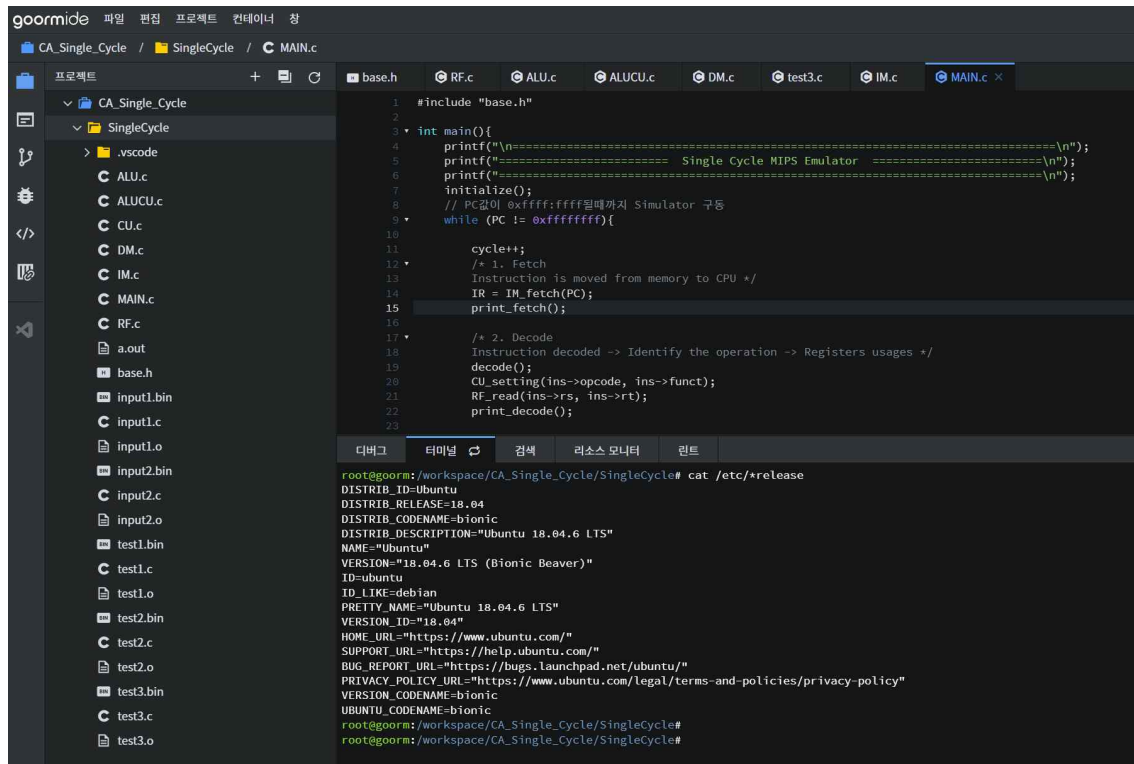 goormide 파일 편집 프로젝트 컨테이너 창
CA_Single_Cycle / SingleCycle / C MAIN.c
프로젝트
CA_Single_Cycle
SingleCycle
.vscode
C ALU.c
C ALUCU.c
C CU.c
C DM.c
C IM.c
C MAIN.c
C RF.c
a.out
base.h
input1.bin
C input1.c
input1.o
input2.bin
C input2.c
input2.o
test1.bin
C test1.c
test1.o
test2.bin
C test2.c
test2.o
test3.bin
C test3.c
test3.o
base.h RF.c ALU.c ALUCU.c DM.c test3.c IM.c MAIN.c ×
1 #include "base.h"
2
3 int main(){
4 printf("\n================================================================================\n");
5 printf("========================= Single Cycle MIPS Emulator =========================\n");
6 printf("================================================================================\n");
7 initialize();
8 // PC값이 0xffff:ffff될때까지 Simulator 구동
9 while (PC != 0xffffffff){
10
11 cycle++;
12 /* 1. Fetch
13 Instruction is moved from memory to CPU */
14 IR = IM_fetch(PC);
15 print_fetch();
16
17 /* 2. Decode
18 Instruction decoded -> Identify the operation -> Registers usages */
19 decode();
20 CU_setting(ins->opcode, ins->funct);
21 RF_read(ins->rs, ins->rt);
22 print_decode();
23
디버그 터미널 검색 리소스 모니터 린트
root@goorm:/workspace/CA_Single_Cycle/SingleCycle# cat /etc/*release
DISTRIB_ID=Ubuntu
DISTRIB_RELEASE=18.04
DISTRIB_CODENAME=bionic
DISTRIB_DESCRIPTION="Ubuntu 18.04.6 LTS"
NAME="Ubuntu"
VERSION="18.04.6 LTS (Bionic Beaver)"
ID=ubuntu
ID_LIKE=debian
PRETTY_NAME="Ubuntu 18.04.6 LTS"
VERSION_ID="18.04"
HOME_URL="https://www.ubuntu.com/"
SUPPORT_URL="https://help.ubuntu.com/"
BUG_REPORT_URL="https://bugs.launchpad.net/ubuntu/"
PRIVACY_POLICY_URL="https://www.ubuntu.com/legal/terms-and-policies/privacy-policy"
VERSION_CODENAME=bionic
UBUNTU_CODENAME=bionic
root@goorm:/workspace/CA_Single_Cycle/SingleCycle#
root@goorm:/workspace/CA_Single_Cycle/SingleCycle#